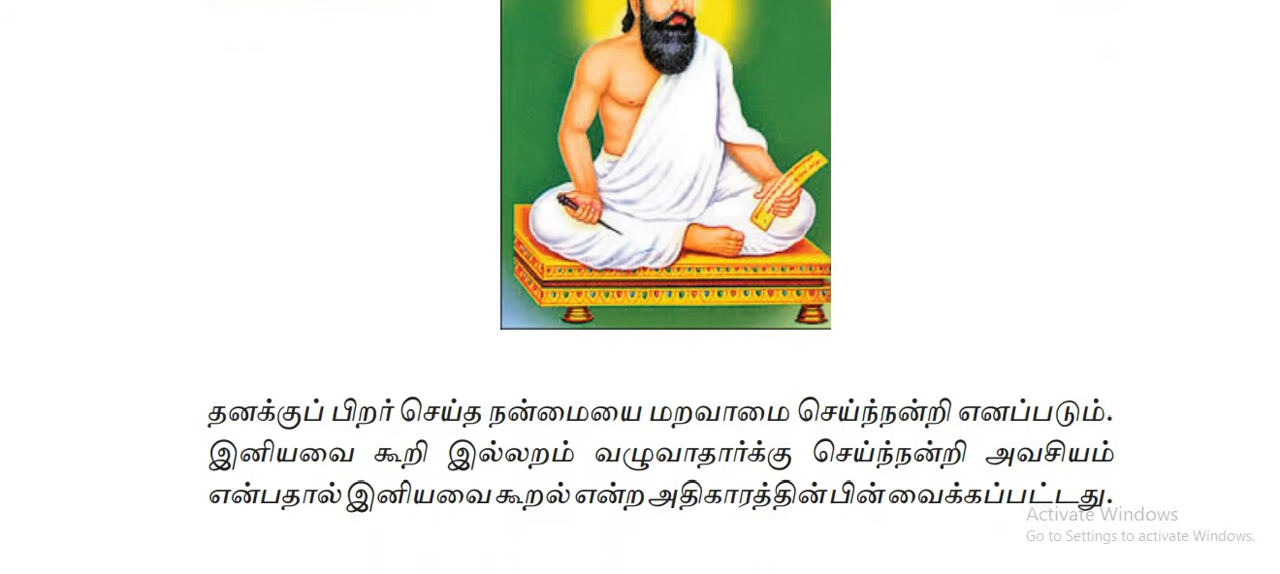 தனக்குப் பிறர் செய்த நன்மையை மறவாமை செய்ந்நன்றி எனப்படும்.
இனியவை கூறி இல்லறம் வழுவாதார்க்கு செய்ந்நன்றி அவசியம்
என்பதால் இனியவை கூறல் என்ற அதிகாரத்தின் பின் வைக்கப்பட்டது.
Activate Windows
Go to Settings to activate Windows.